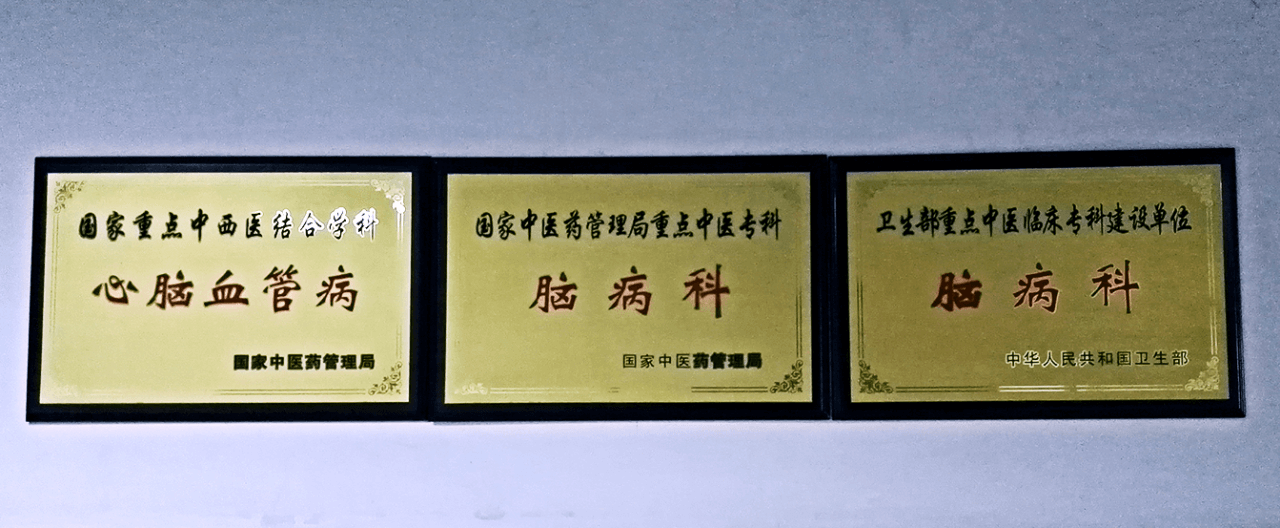 国家重点中西医结合学科
心脑血管病
国家中医药管理局
国家中医药管理局重点中医专科
脑病科
国家中医药管理局
卫生部重点中医临床专科建设单位
脑病科
中华人民共和国卫生部